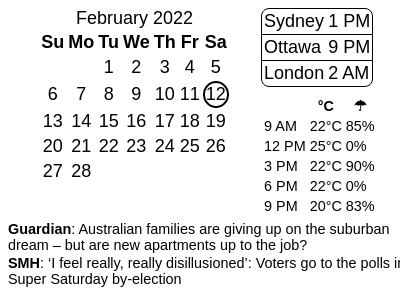 February 2022
Su Mo Tu We Th Fr Sa
1 2 3 4 5
6 7 8 9 10 11 12
13 14 15 16 17 18 19
20 21 22 23 24 25 26
27 28
Sydney 1 PM
Ottawa 9 PM
London 2 AM
°C ☂
9 AM 22°C 85%
12 PM 25°C 0%
3 PM 22°C 90%
6 PM 22°C 0%
9 PM 20°C 83%
Guardian: Australian families are giving up on the suburban
dream – but are new apartments up to the job?
SMH: ‘I feel really, really disillusioned’: Voters go to the polls in
Super Saturday by-election